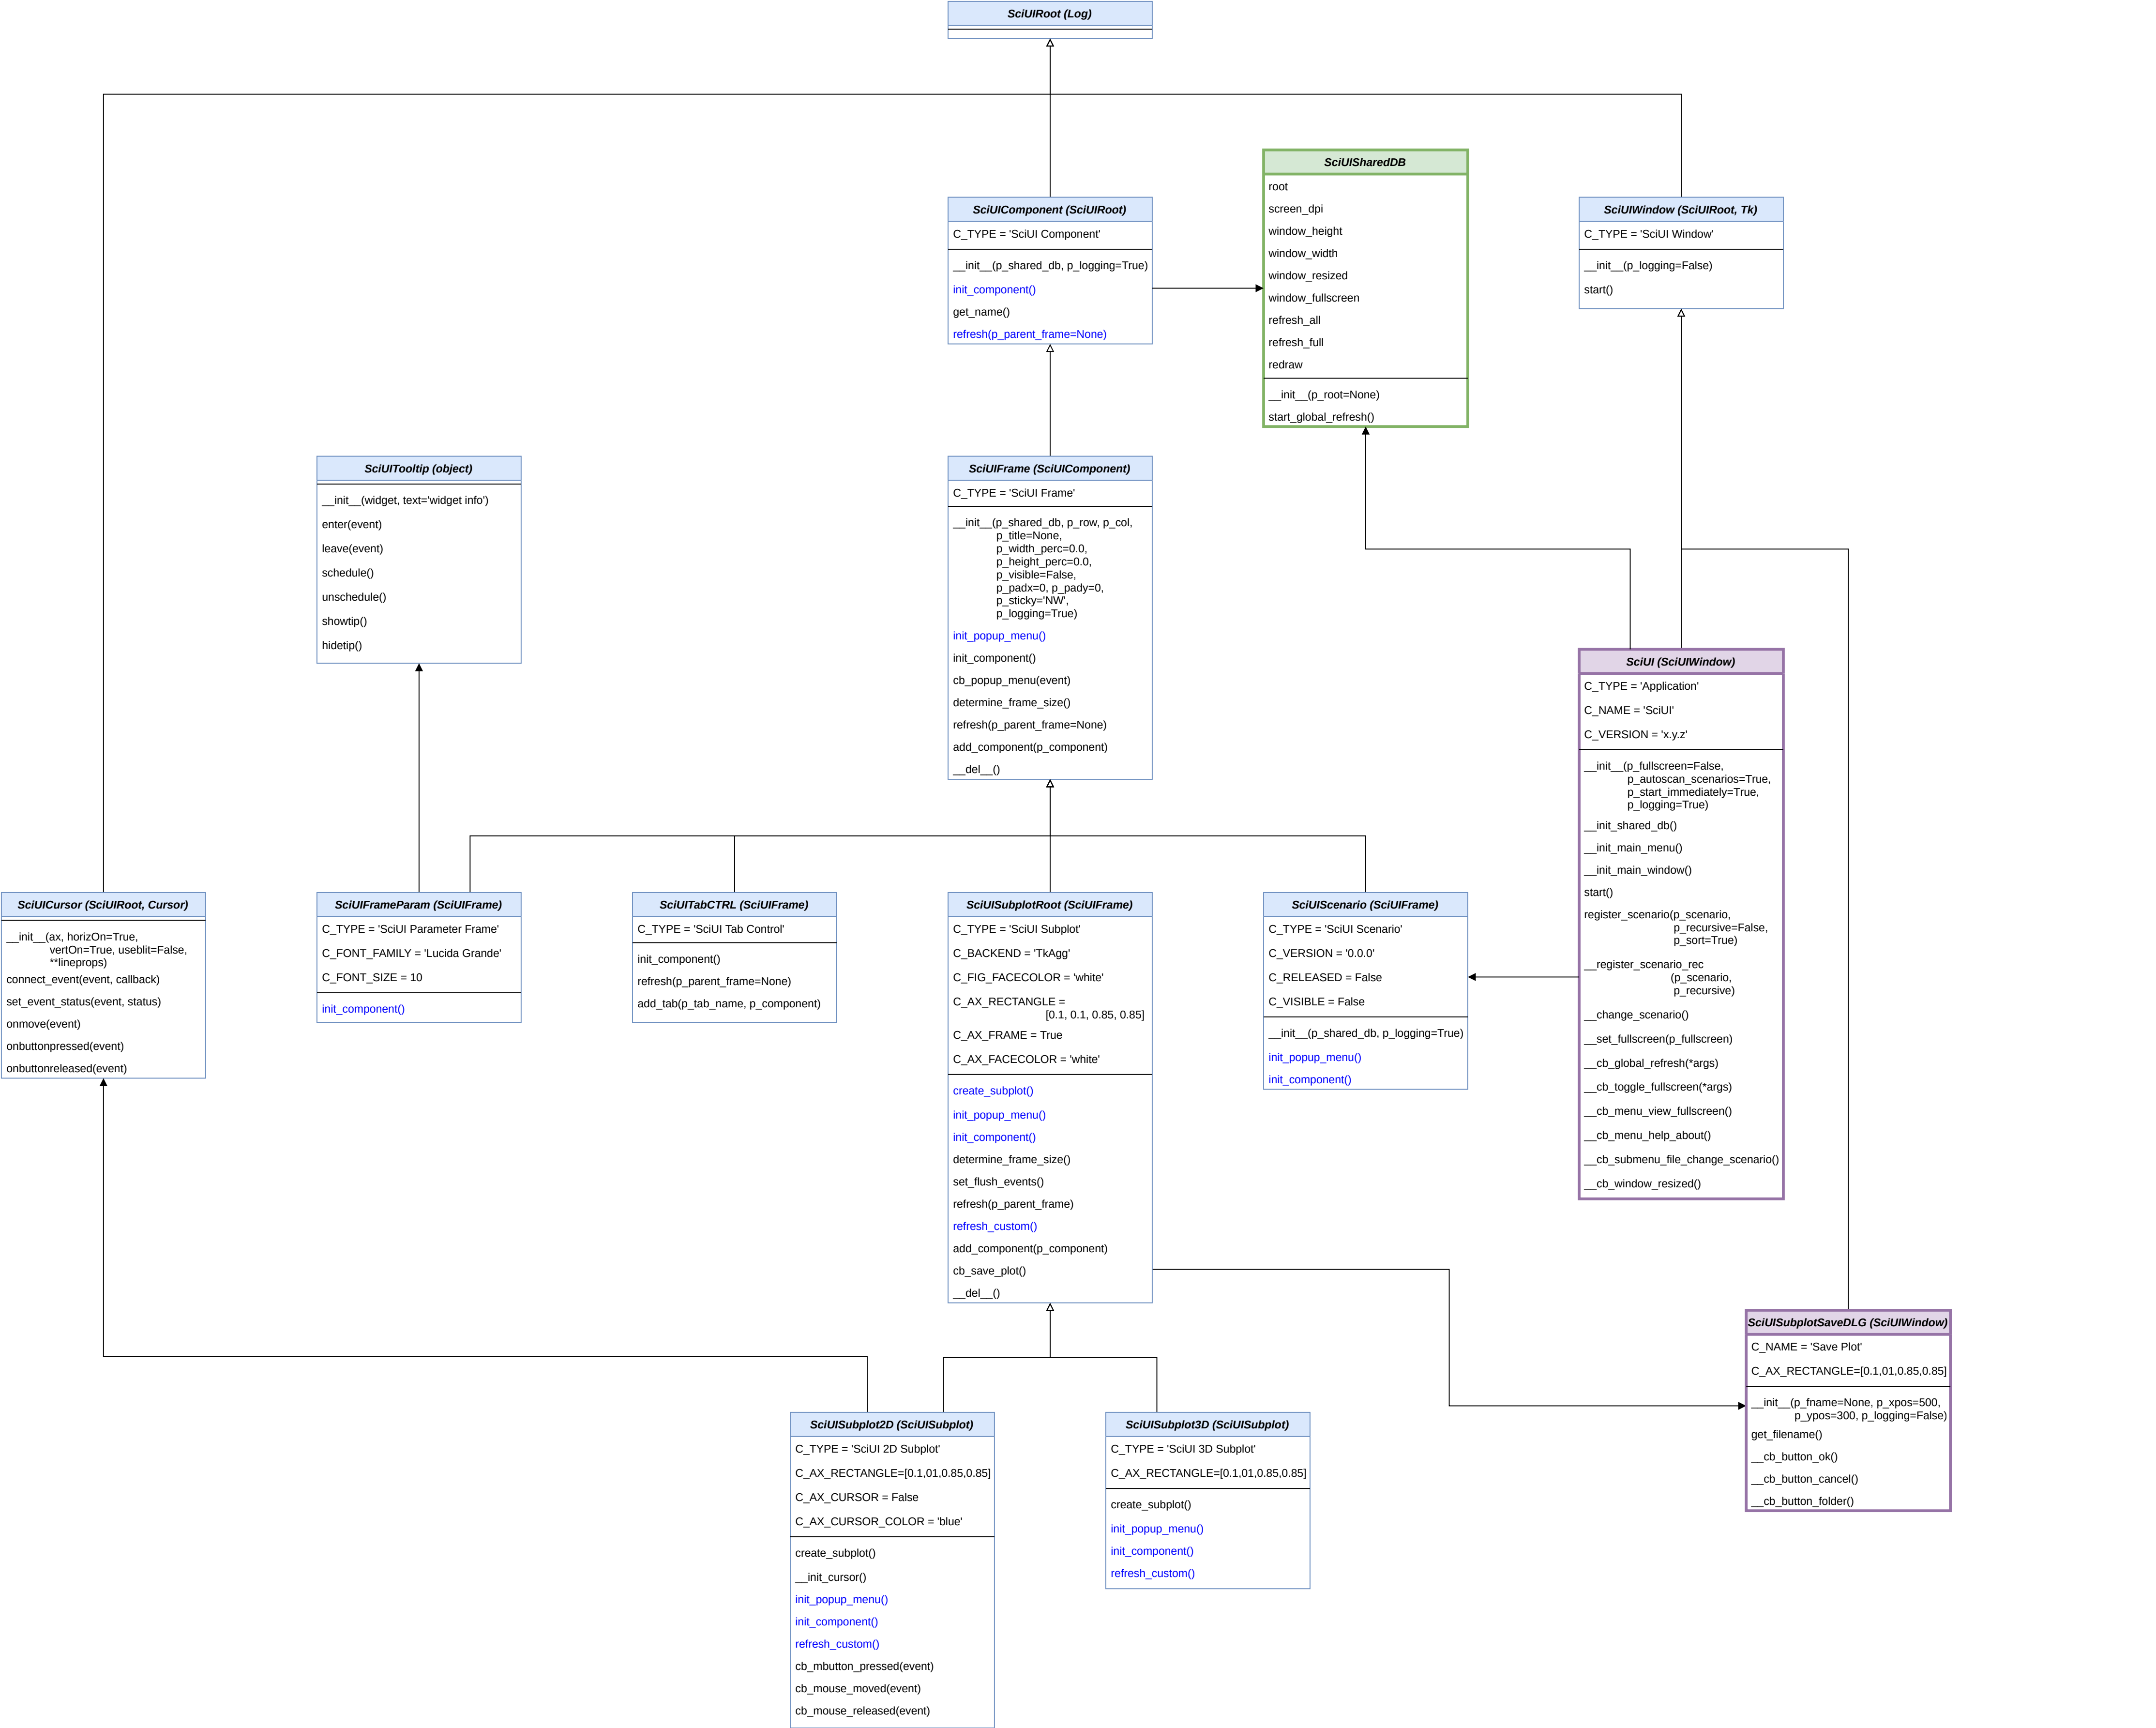 SciUIRoot (Log)
SciUISharedDB
root
screen_dpi
window_height
window_width
window_resized
window_fullscreen
refresh_all
refresh_full
redraw
__init__(p_root=None)
start_global_refresh()
SciUIComponent (SciUIRoot)
C_TYPE = 'SciUI Component'
__init__(p_shared_db, p_logging=True)
init_component()
get_name()
refresh(p_parent_frame=None)
SciUIWindow (SciUIRoot, Tk)
C_TYPE = 'SciUI Window'
__init__(p_logging=False)
start()
SciUITooltip (object)
__init__(widget, text='widget info')
enter(event)
leave(event)
schedule()
unschedule()
showtip()
hidetip()
SciUIFrame (SciUIComponent)
C_TYPE = 'SciUI Frame'
__init__(p_shared_db, p_row, p_col,
p_title=None,
p_width_perc=0.0,
p_height_perc=0.0,
p_visible=False,
p_padx=0, p_pady=0,
p_sticky='NW',
p_logging=True)
init_popup_menu()
init_component()
cb_popup_menu(event)
determine_frame_size()
refresh(p_parent_frame=None)
add_component(p_component)
__del__()
SciUI (SciUIWindow)
C_TYPE = 'Application'
C_NAME = 'SciUI'
C_VERSION = 'x.y.z'
__init__(p_fullscreen=False,
p_autoscan_scenarios=True,
p_start_immediately=True,
p_logging=True)
__init_shared_db()
__init_main_menu()
__init_main_window()
start()
register_scenario(p_scenario,
p_recursive=False,
p_sort=True)
__register_scenario_rec
(p_scenario,
p_recursive)
__change_scenario()
__set_fullscreen(p_fullscreen)
__cb_global_refresh(*args)
__cb_toggle_fullscreen(*args)
__cb_menu_view_fullscreen()
__cb_menu_help_about()
__cb_submenu_file_change_scenario()
__cb_window_resized()
SciUICursor (SciUIRoot, Cursor)
__init__(ax, horizOn=True,
vertOn=True, useblit=False,
**lineprops)
connect_event(event, callback)
set_event_status(event, status)
onmove(event)
onbuttonpressed(event)
onbuttonreleased(event)
SciUIFrameParam (SciUIFrame)
C_TYPE = 'SciUI Parameter Frame'
C_FONT_FAMILY = 'Lucida Grande'
C_FONT_SIZE = 10
init_component()
SciUITabCTRL (SciUIFrame)
C_TYPE = 'SciUI Tab Control'
init_component()
refresh(p_parent_frame=None)
add_tab(p_tab_name, p_component)
SciUISubplotRoot (SciUIFrame)
C_TYPE = 'SciUI Subplot'
C_BACKEND = 'TkAgg'
C_FIG_FACECOLOR = 'white'
C_AX_RECTANGLE =
[0.1, 0.1, 0.85, 0.85]
C_AX_FRAME = True
C_AX_FACECOLOR = 'white'
create_subplot()
init_popup_menu()
init_component()
determine_frame_size()
set_flush_events()
refresh(p_parent_frame)
refresh_custom()
add_component(p_component)
cb_save_plot()
__del__()
SciUIScenario (SciUIFrame)
C_TYPE = 'SciUI Scenario'
C_VERSION = '0.0.0'
C_RELEASED = False
C_VISIBLE = False
__init__(p_shared_db, p_logging=True)
init_popup_menu()
init_component()
SciUISubplotSaveDLG (SciUIWindow)
C_NAME = 'Save Plot'
C_AX_RECTANGLE=[0.1,01,0.85,0.85]
__init__(p_fname=None, p_xpos=500,
p_ypos=300, p_logging=False)
get_filename()
__cb_button_ok()
__cb_button_cancel()
__cb_button_folder()
SciUISubplot2D (SciUISubplot)
C_TYPE = 'SciUI 2D Subplot'
C_AX_RECTANGLE=[0.1,01,0.85,0.85]
C_AX_CURSOR = False
C_AX_CURSOR_COLOR = 'blue'
create_subplot()
__init_cursor()
init_popup_menu()
init_component()
refresh_custom()
cb_mbutton_pressed(event)
cb_mouse_moved(event)
cb_mouse_released(event)
SciUISubplot3D (SciUISubplot)
C_TYPE = 'SciUI 3D Subplot'
C_AX_RECTANGLE=[0.1,01,0.85,0.85]
create_subplot()
init_popup_menu()
init_component()
refresh_custom()